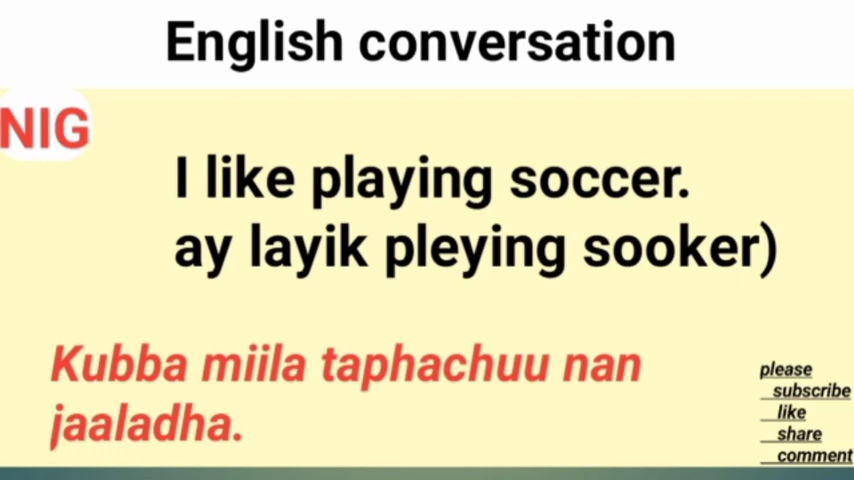 English conversation
NIG
I like playing soccer.
ay layik pleying sooker)
Kubba miila taphachuu nan
jaaladha.
please
subscribe
like
share
comment